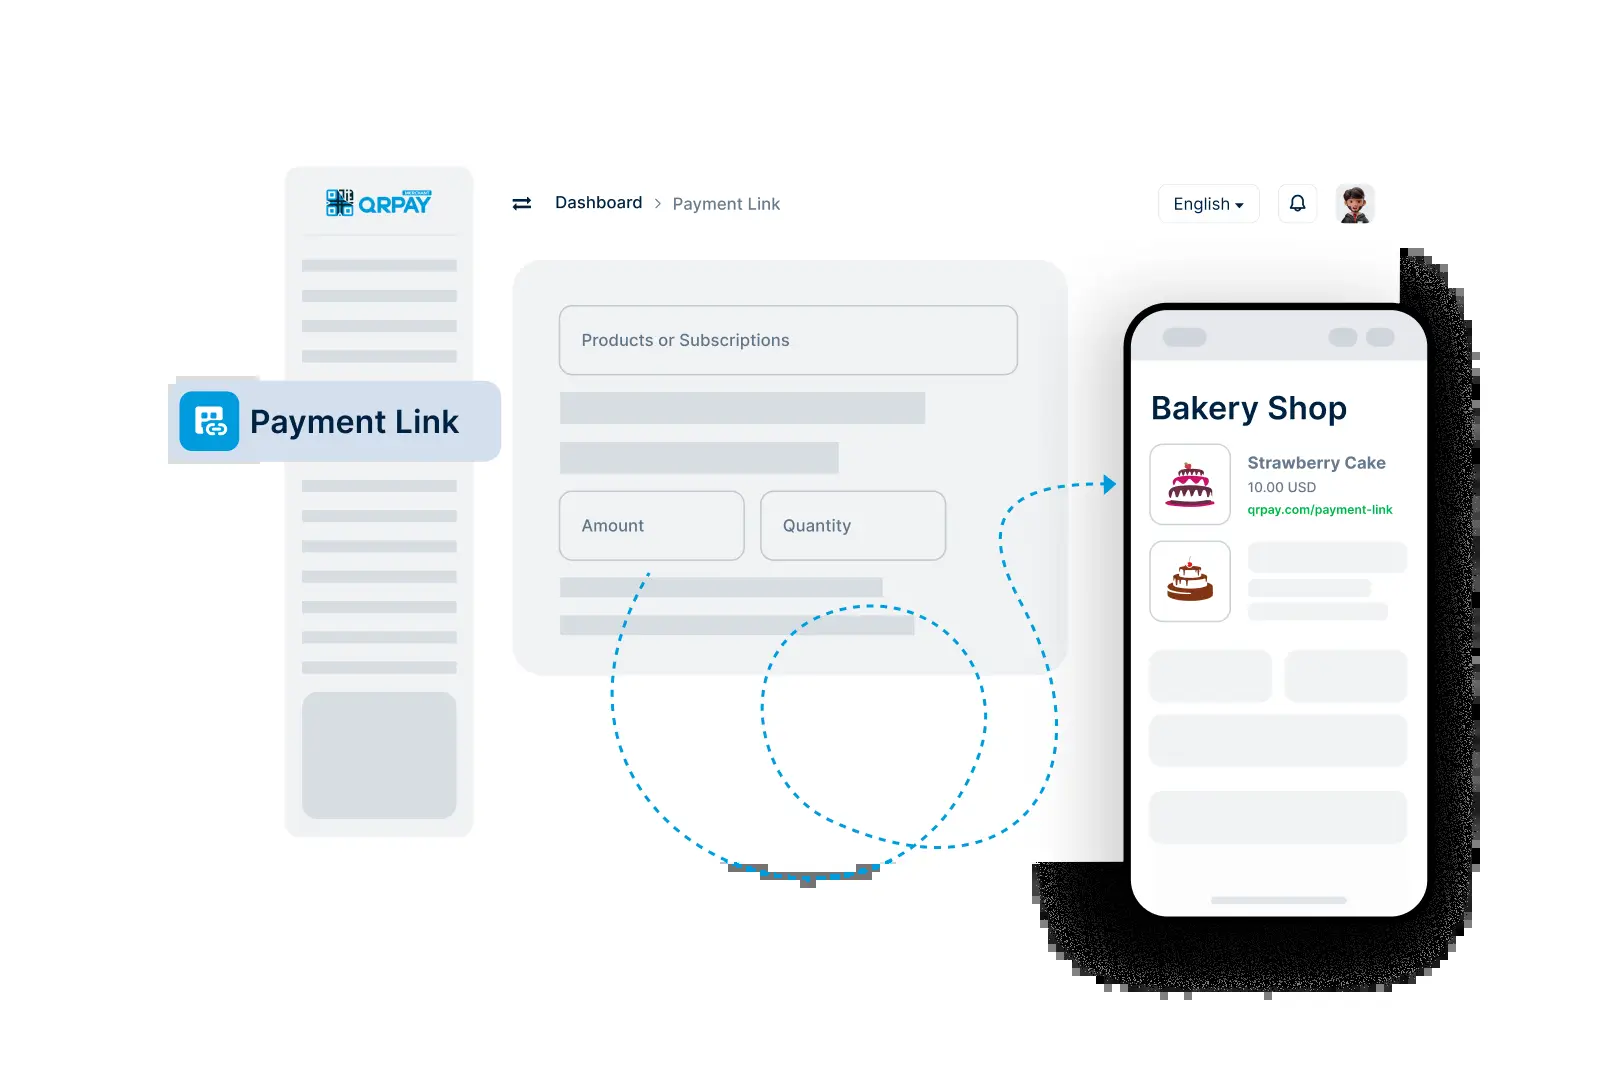 MERCHANT
QRPAY
Dashboard > Payment Link
English
Products or Subscriptions
Payment Link
Amount
Quantity
Bakery Shop
Strawberry Cake
10.00 USD
qrpay.com/payment-link